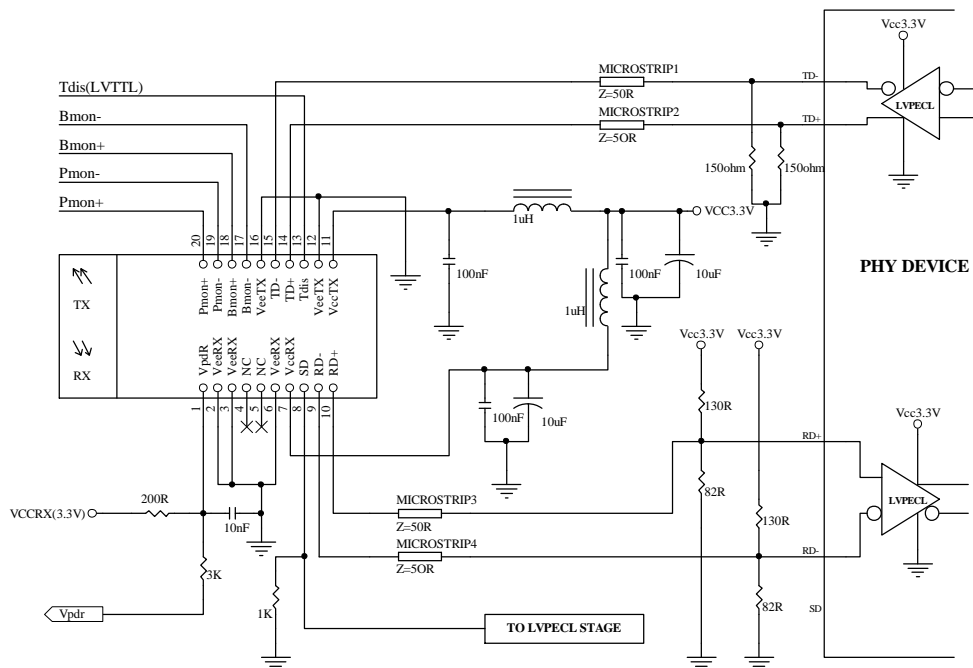 Vcc3.3V
Tdis(LVTTL)
MICROSTRIP1
Z=50R
TD-
LVPECL
Bmon-
MICROSTRIP2
Z=5OR
TD+
Bmon+
Pmon-
150ohm
150ohm
Pmon+
1uH
VCC3.3V
20
19
18
17
16
15
14
13
12
11
100nF
100nF
10uF
PHY DEVICE
TX
Pmon+
Pmon-
Bmon+
Bmon-
VeeTX
TD-
TD+
Tdis
VeeTX
VccTX
1uH
RX
VpdR
VeeRX
VeeRX
NC
NC
VeeRX
VccRX
SD
RD-
RD+
Vcc3.3V
Vcc3.3V
1
2
3
4
5
6
7
8
9
10
100nF
10uF
130R
Vcc3.3V
RD+
82R
LVPECL
200R
VCCRX(3.3V)
10nF
MICROSTRIP3
Z=50R
130R
MICROSTRIP4
Z=5OR
RD-
3K
1K
82R
SD
Vpdr
TO LVPECL STAGE